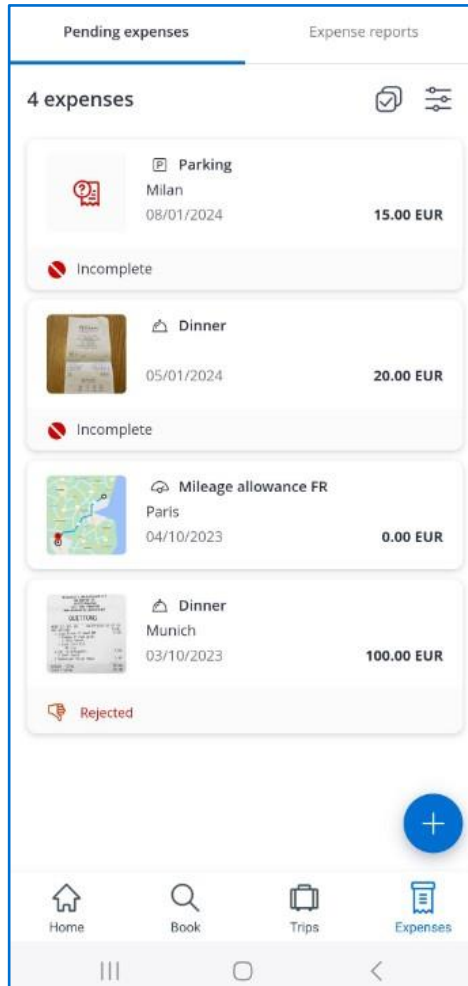 Pending expenses
Expense reports
4 expenses
Parking
Milan
08/01/2024
15.00 EUR
Incomplete
Dinner
05/01/2024
20.00 EUR
Incomplete
Mileage allowance FR
Paris
04/10/2023
0.00 EUR
Dinner
Munich
03/10/2023
100.00 EUR
Rejected
Home
Book
Trips
Expenses